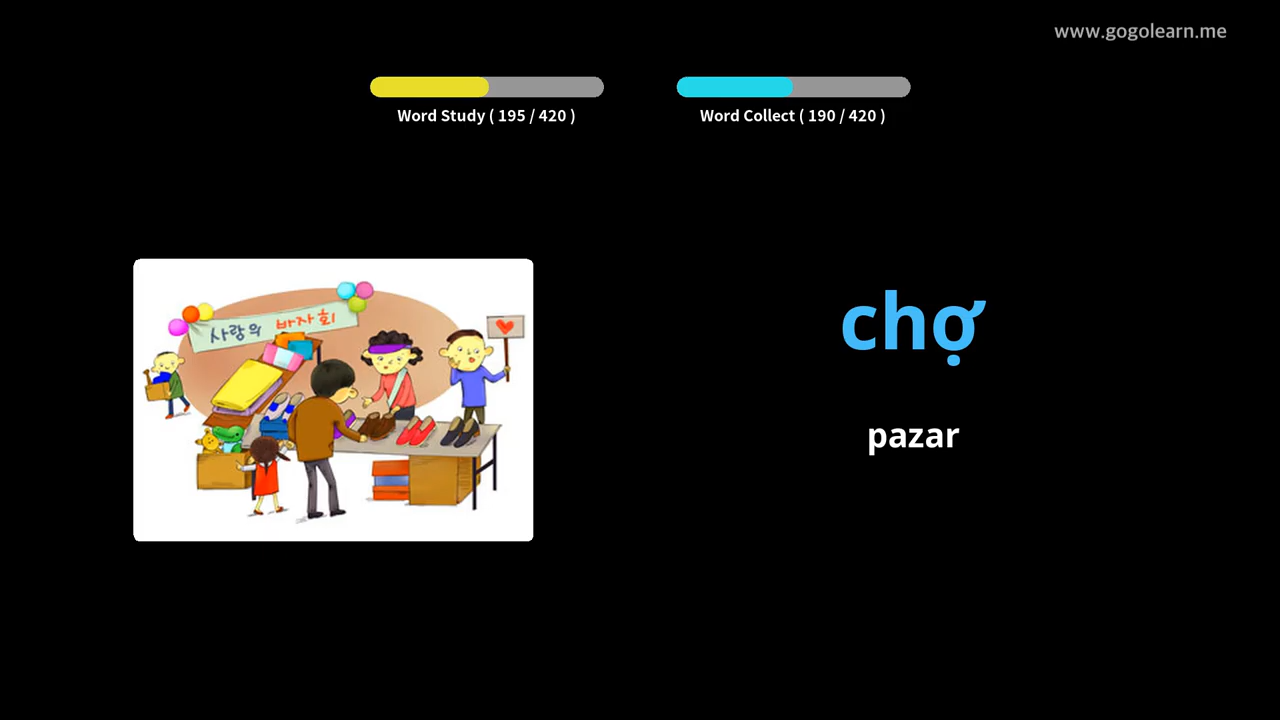 www.gogolearn.me
Word Study ( 195 / 420 )
Word Collect ( 190 / 420 )
사랑의 바자회
chợ
pazar